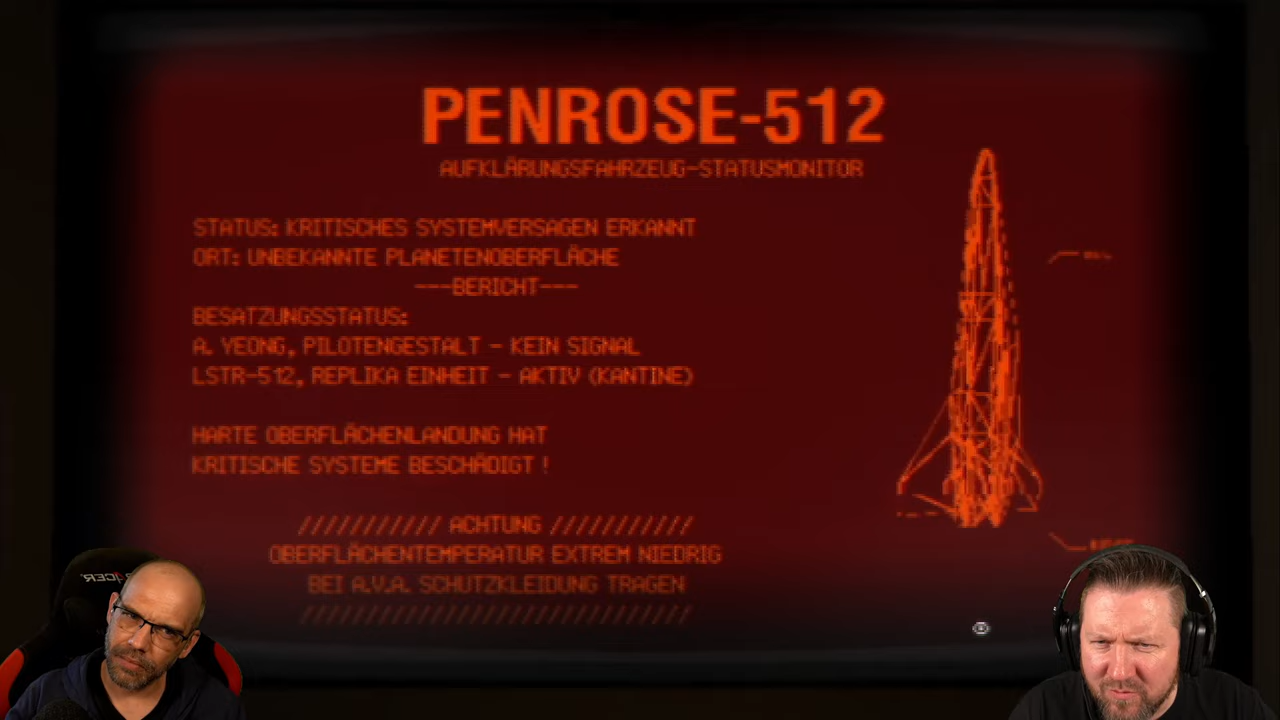 PENROSE-512
AUFKLÄRUNGSFAHRZEUG-STATUSMONITOR
STATUS: KRITISCHES SYSTEMVERSAGEN ERKANNT
ORT: UNBEKANNTE PLANETENOBERFLÄCHE
---BERICHT---
BESATZUNGSSTATUS:
A. YEONG, PILOTENGESTALT - KEIN SIGNAL
LSTR-512, REPLIKA EINHEIT - AKTIV (KANTINE)
HARTE OBERFLÄCHENLANDUNG HAT
KRITISCHE SYSTEME BESCHÄDIGT !
/////////// ACHTUNG ///////////
OBERFLÄCHENTEMPERATUR EXTREM NIEDRIG
BEI A.V.A. SCHUTZKLEIDUNG TRAGEN
//////////////////////////////